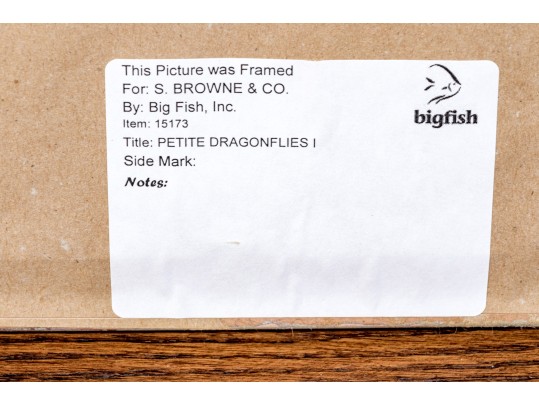 This Picture was Framed
For: S. BROWNE & CO.
By: Big Fish, Inc.
Item: 15173
Title: PETITE DRAGONFLIES I
Side Mark:
Notes:
bigfish